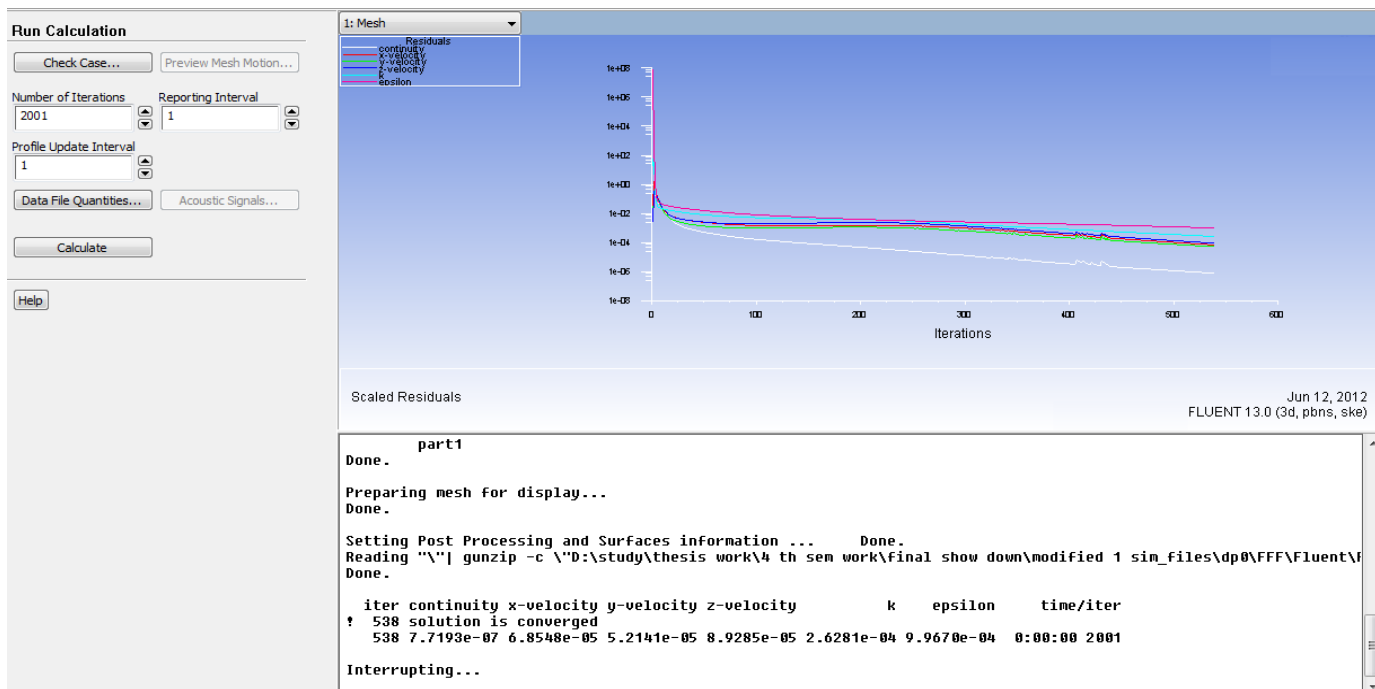 Run Calculation
Check Case...
Preview Mesh Motion...
Number of Iterations
Reporting Interval
2001
1
Profile Update Interval
1
Data File Quantities...
Acoustic Signals...
Calculate
Help
1: Mesh
Residuals
continuity
x-velocity
y-velocity
z-velocity
k
epsilon
1e+08
1e+06
1e+04
1e+02
1e+00
1e-02
1e-04
1e-06
1e-08
0 100 200 300 400 500 600
Iterations
Scaled Residuals
Jun 12, 2012
FLUENT 13.0 (3d, pbns, ske)
part1
Done.
Preparing mesh for display...
Done.
Setting Post Processing and Surfaces information ... Done.
Reading "\"| gunzip -c \"D:\study\thesis work\4 th sem work\final show down\modified 1 sim_files\dp0\FFF\Fluent\
Done.
iter continuity x-velocity y-velocity z-velocity k epsilon time/iter
! 538 solution is converged
538 7.7193e-07 6.8548e-05 5.2141e-05 8.9285e-05 2.6281e-04 9.9670e-04 0:00:00 2001
Interrupting...